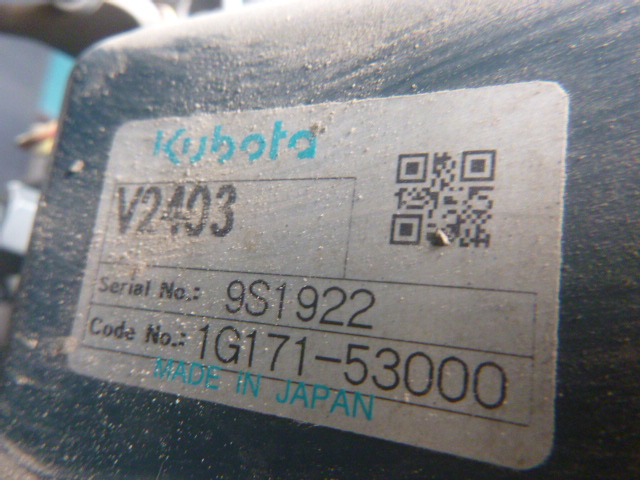 Kubota
V2403
Serial No.: 9S1922
Code No.: 1G171-53000
MADE IN JAPAN